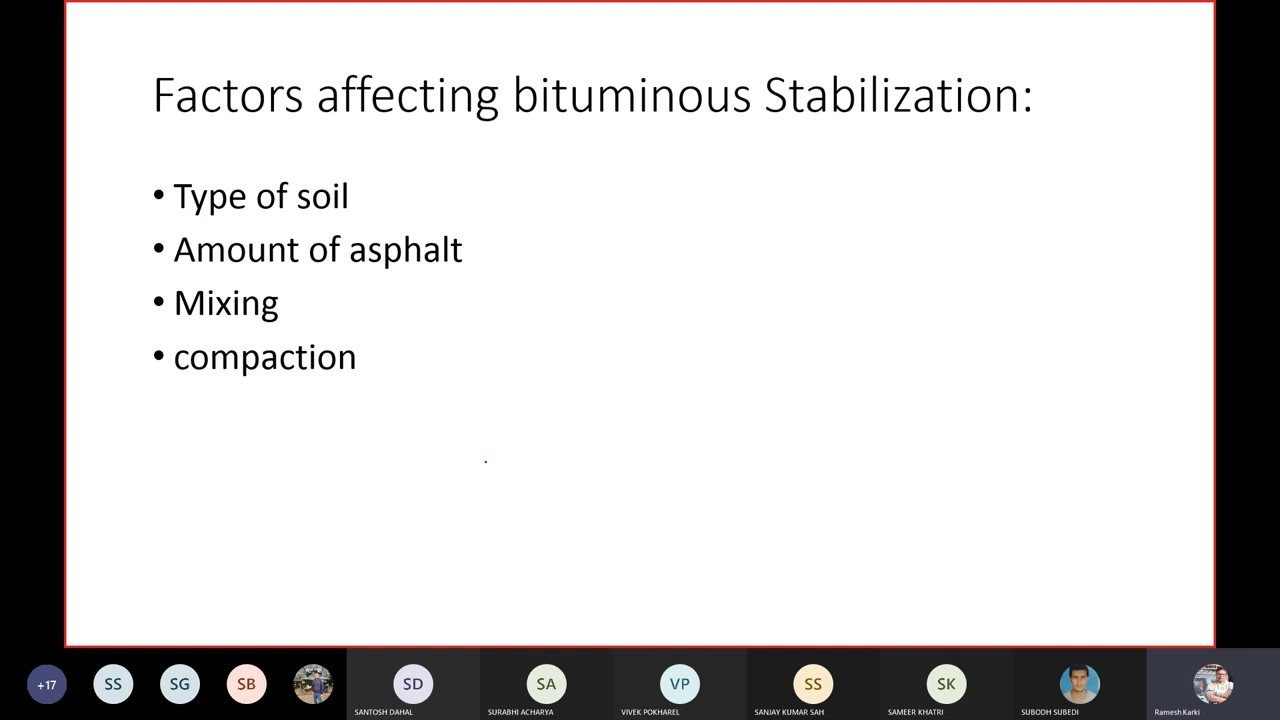 Factors affecting bituminous Stabilization:
• Type of soil
• Amount of asphalt
• Mixing
• compaction
+17
SS
SG
SB
SD
SANTOSH DAHAL
SA
SURABHI ACHARYA
VP
VIVEK POKHAREL
SS
SANJAY KUMAR SAH
SK
SAMEER KHATRI
SUBODH SUBEDI
Ramesh Karki